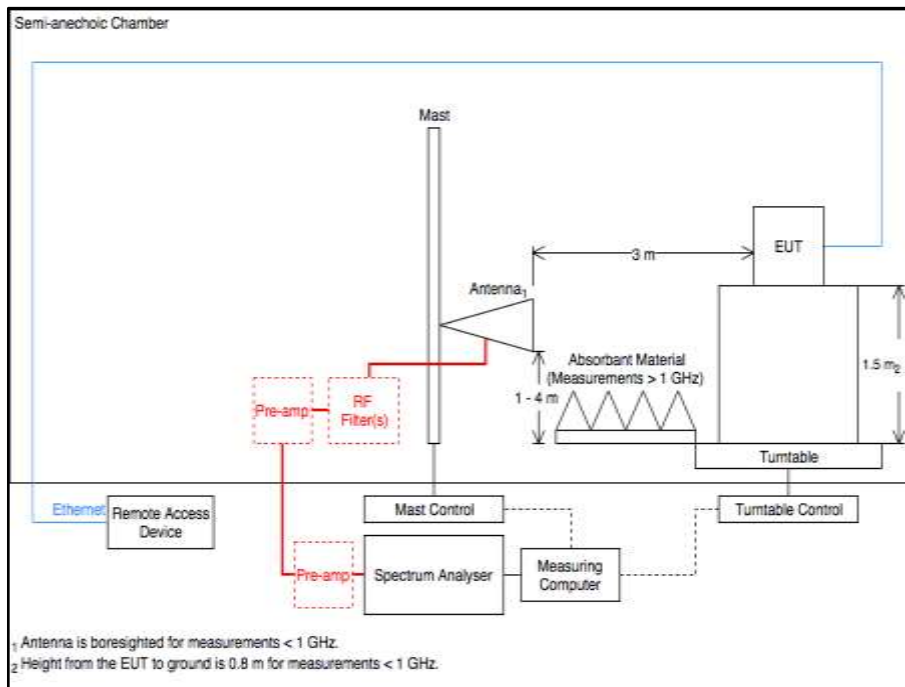 Semi-anechoic Chamber
Mast
EUT
3 m
Antenna1
Absorbant Material
(Measurements > 1 GHz)
1.5 m2
1 - 4 m
Pre-amp
RF
Filter(s)
Turntable
Ethernet
Remote Access
Device
Mast Control
Turntable Control
Pre-amp
Spectrum Analyser
Measuring
Computer
1 Antenna is boresighted for measurements < 1 GHz.
2 Height from the EUT to ground is 0.8 m for measurements < 1 GHz.